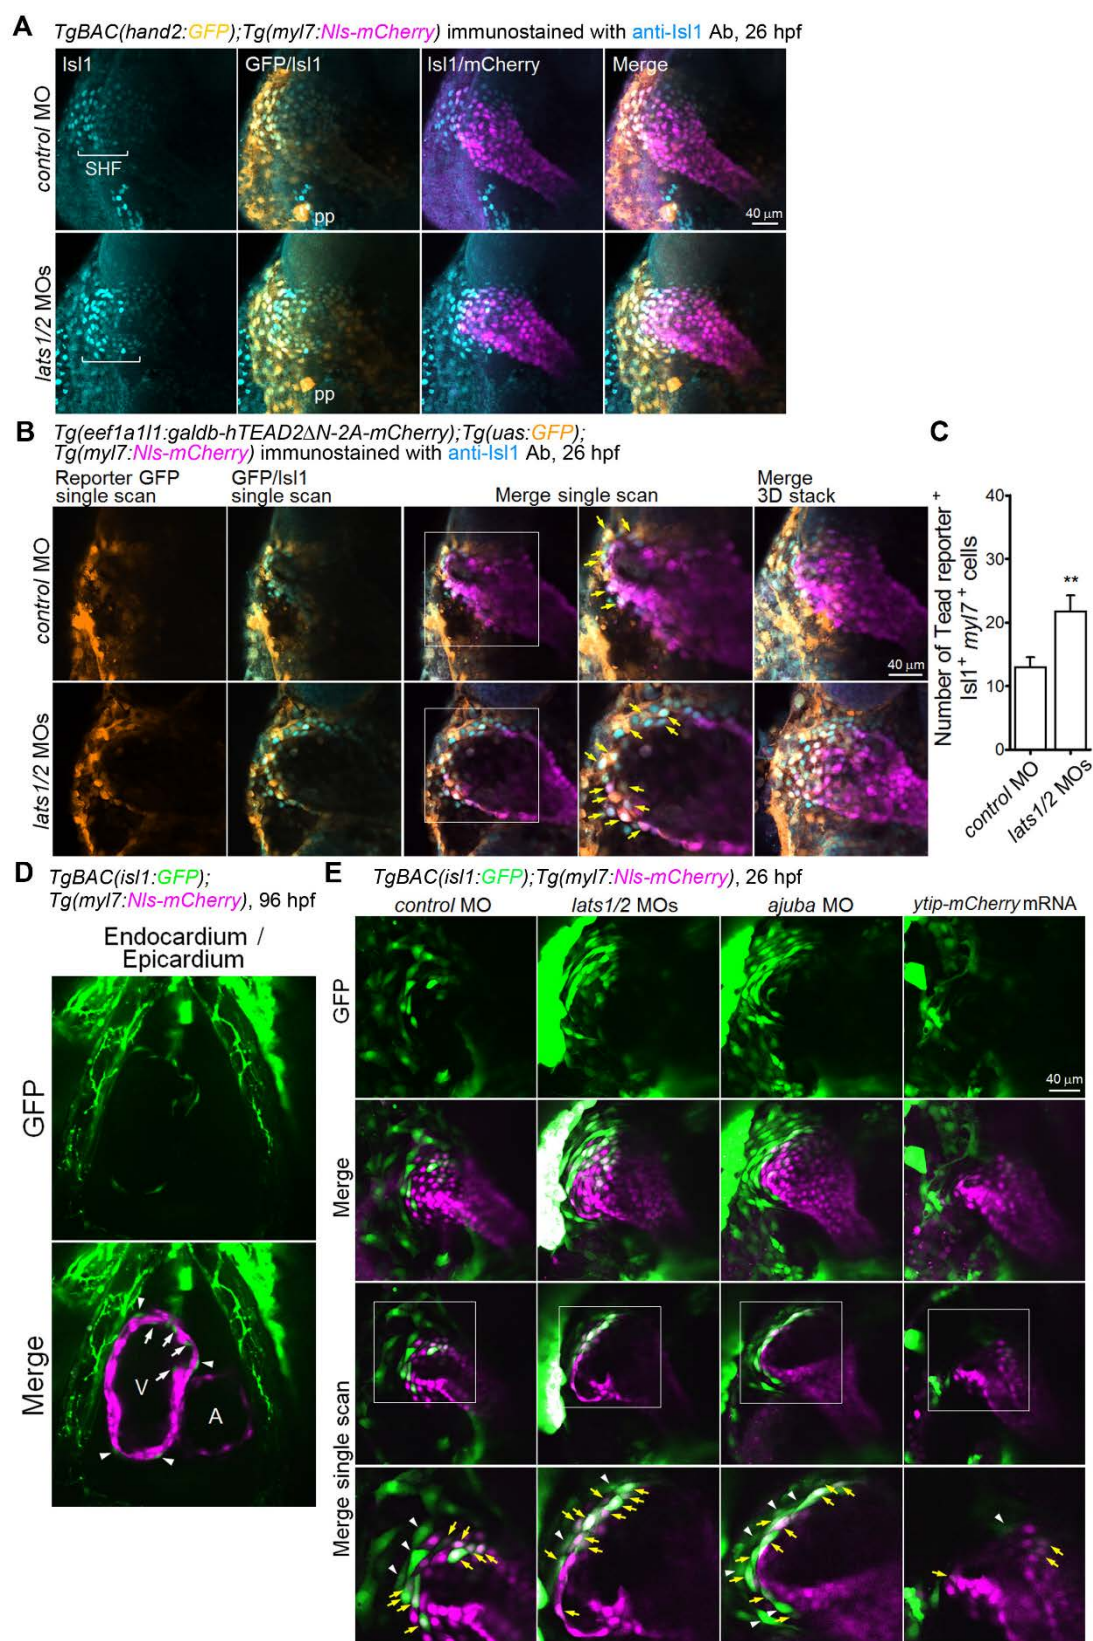 A
TgBAC(hand2:GFP);Tg(myl7:Nls-mCherry) immunostained with anti-Isl1 Ab, 26 hpf
control MO
Isl1
GFP/Isl1
Isl1/mCherry
Merge
SHF
pp
40 μm
lats1/2 MOs
pp
B
Tg(eef1a1l1:galdb-hTEAD2ΔN-2A-mCherry);Tg(uas:GFP);
Tg(myl7:Nls-mCherry) immunostained with anti-Isl1 Ab, 26 hpf
Reporter GFP
single scan
GFP/Isl1
single scan
Merge single scan
Merge
3D stack
control MO
40 μm
lats1/2 MOs
C
Number of Tead reporter +
Isl1+ myl7 + cells
40
30
20
10
0
**
control MO
lats1/2 MOs
D
TgBAC(isl1:GFP);
Tg(myl7:Nls-mCherry), 96 hpf
Endocardium /
Epicardium
GFP
Merge
V
A
E
TgBAC(isl1:GFP);Tg(myl7:Nls-mCherry), 26 hpf
control MO
lats1/2 MOs
ajuba MO
ytip-mCherry mRNA
GFP
40 μm
Merge
Merge single scan